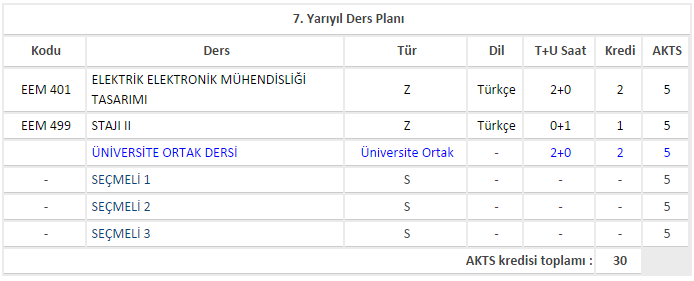 7. Yarıyıl Ders Planı
Kodu Ders Tür Dil T+U Saat Kredi AKTS
EEM 401 ELEKTRİK ELEKTRONİK MÜHENDİSLİĞİ TASARIMI Z Türkçe 2+0 2 5
EEM 499 STAJI II Z Türkçe 0+1 1 5
ÜNİVERSİTE ORTAK DERSİ Üniversite Ortak - 2+0 2 5
- SEÇMELİ 1 S - - - 5
- SEÇMELİ 2 S - - - 5
- SEÇMELİ 3 S - - - 5
AKTS kredisi toplamı : 30